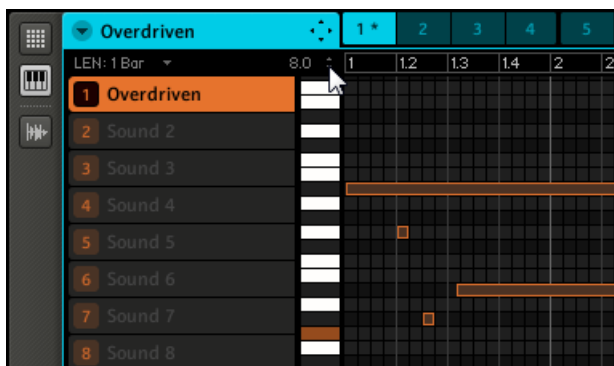 Overdriven 1 * 2 3 4 5
LEN: 1 Bar 8.0 1 1.2 1.3 1.4 2
1 Overdriven
2 Sound 2
3 Sound 3
4 Sound 4
5 Sound 5
6 Sound 6
7 Sound 7
8 Sound 8